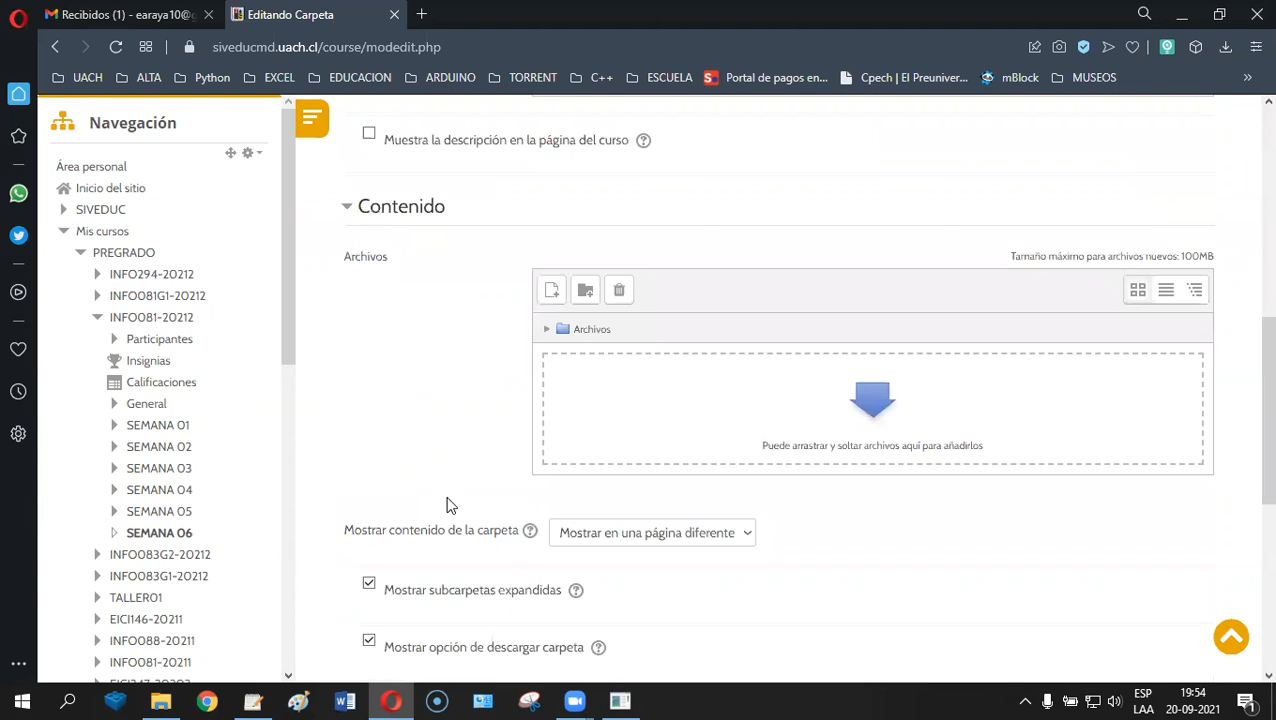 Recibidos (1) - earaya10@g
Editando Carpeta
siveducmd.uach.cl/course/modedit.php
UACH
ALTA
Python
EXCEL
EDUCACION
ARDUINO
TORRENT
C++
ESCUELA
Portal de pagos en...
Cpech | El Preuniver...
mBlock
MUSEOS
»
Navegación
Área personal
Inicio del sitio
SIVEDUC
Mis cursos
PREGRADO
INFO294-20212
INFO081G1-20212
INFO081-20212
Participantes
Insignias
Calificaciones
General
SEMANA 01
SEMANA 02
SEMANA 03
SEMANA 04
SEMANA 05
SEMANA 06
INFO083G2-20212
INFO083G1-20212
TALLER01
EICI146-20211
INFO088-20211
INFO081-20211
Muestra la descripción en la página del curso
Contenido
Archivos
Tamaño máximo para archivos nuevos: 100MB
Archivos
Puede arrastrar y soltar archivos aquí para añadirlos
Mostrar contenido de la carpeta
Mostrar en una página diferente
Mostrar subcarpetas expandidas
Mostrar opción de descargar carpeta
ESP
LAA
19:54
20-09-2021
1